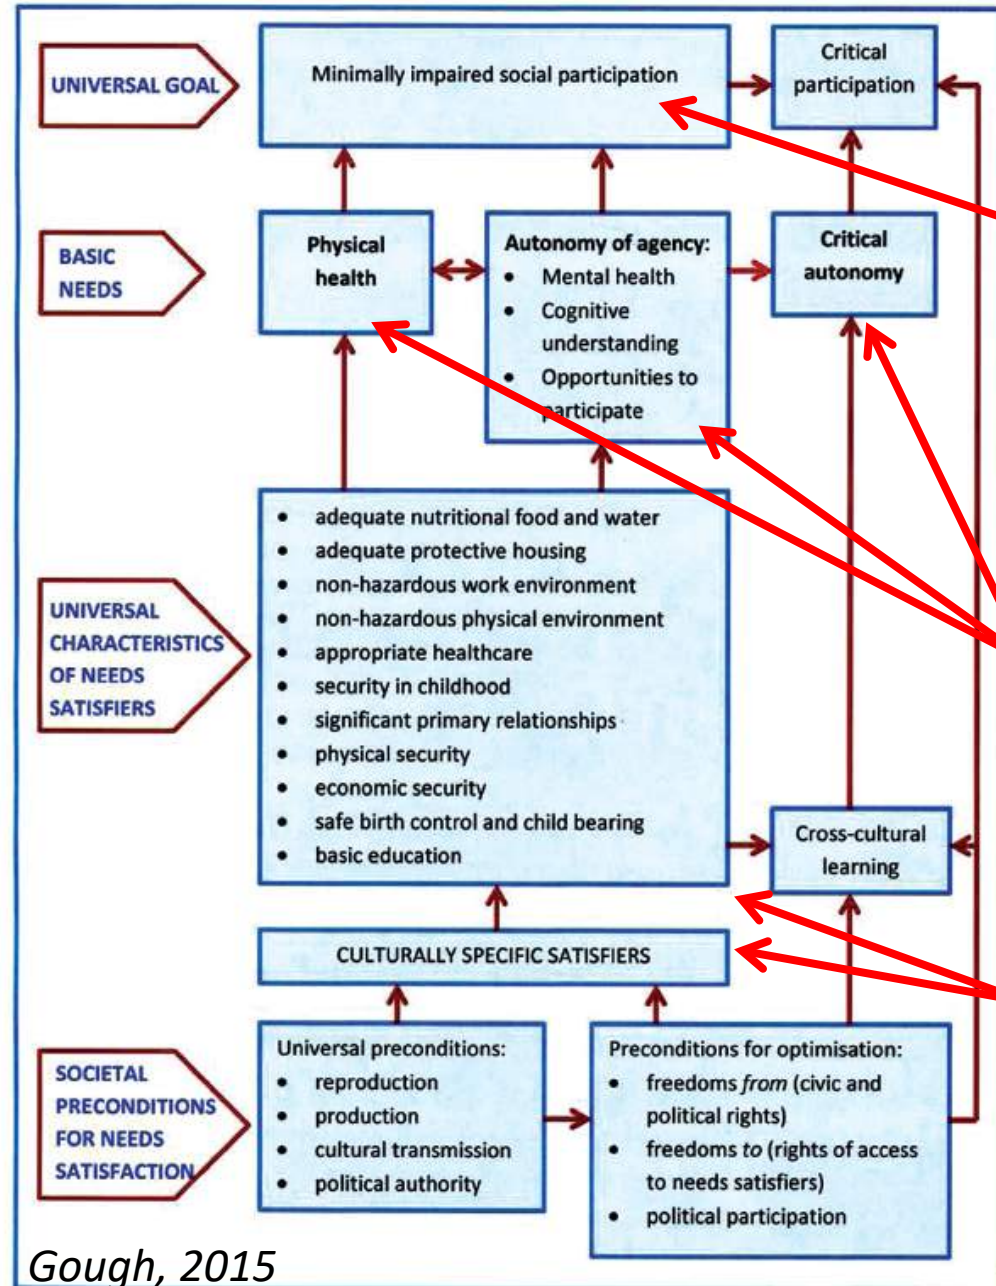 UNIVERSAL GOAL
Minimally impaired social participation
Critical
participation
BASIC
NEEDS
Physical
health
Autonomy of agency:
• Mental health
• Cognitive
understanding
• Opportunities to
participate
Critical
autonomy
UNIVERSAL
CHARACTERISTICS
OF NEEDS
SATISFIERS
• adequate nutritional food and water
• adequate protective housing
• non-hazardous work environment
• non-hazardous physical environment
• appropriate healthcare
• security in childhood
• significant primary relationships
• physical security
• economic security
• safe birth control and child bearing
• basic education
Cross-cultural
learning
CULTURALLY SPECIFIC SATISFIERS
SOCIETAL
PRECONDITIONS
FOR NEEDS
SATISFACTION
Universal preconditions:
• reproduction
• production
• cultural transmission
• political authority
Preconditions for optimisation:
• freedoms from (civic and
political rights)
• freedoms to (rights of access
to needs satisfiers)
• political participation
Gough, 2015